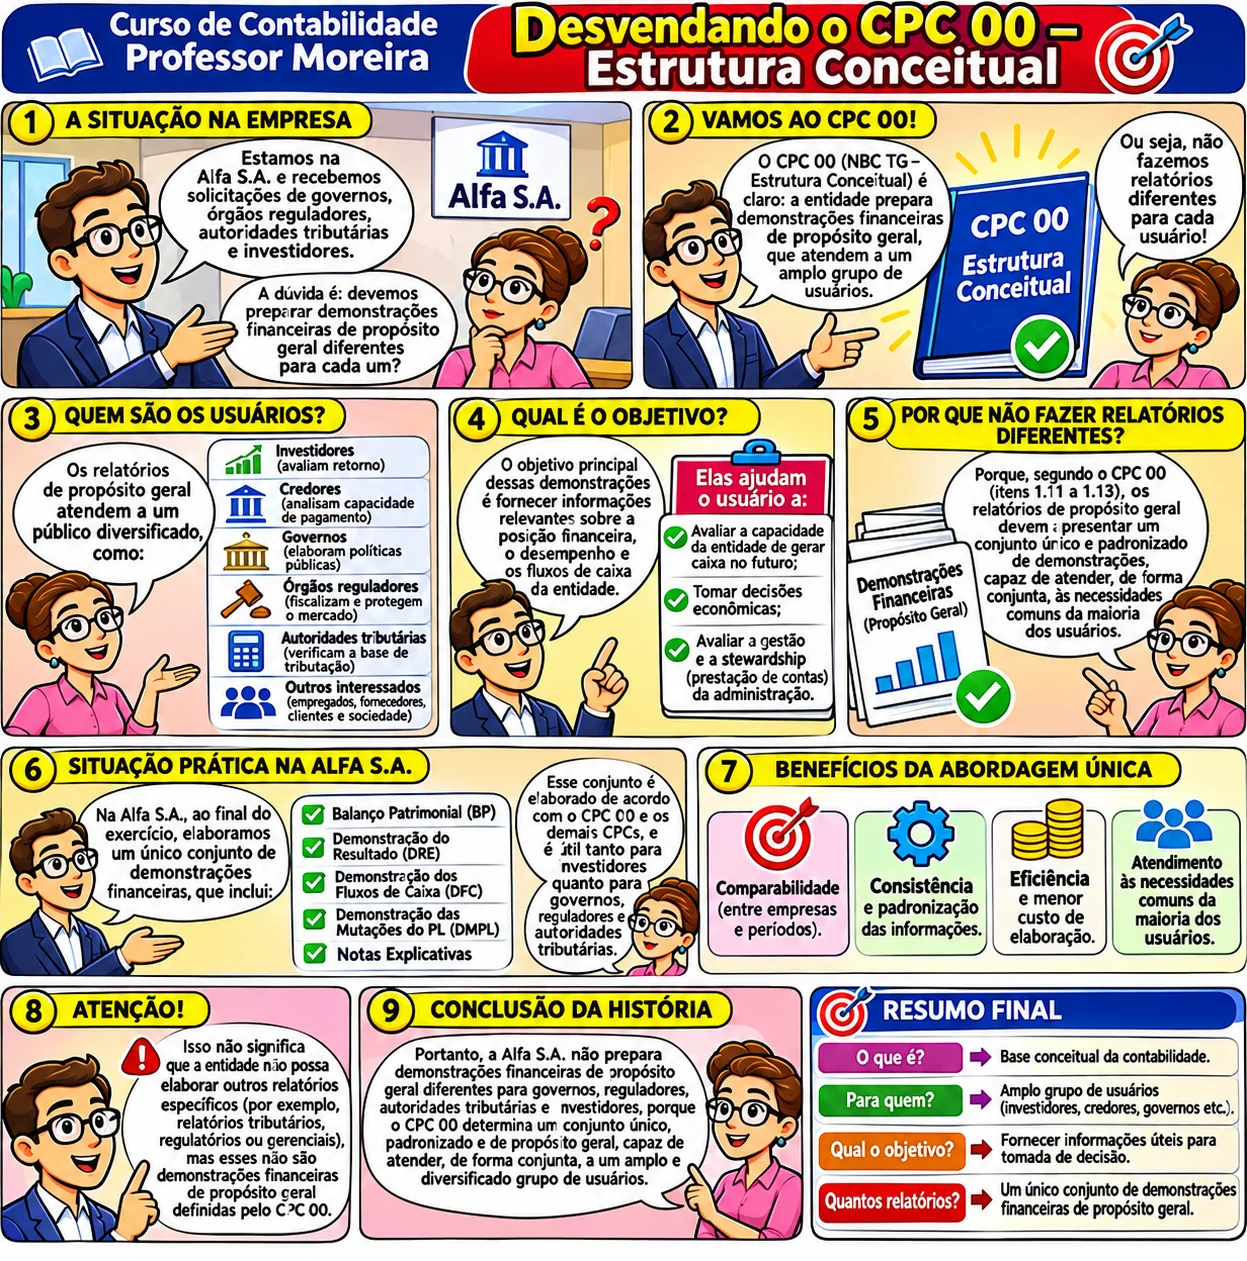 Curso de Contabilidade
Professor Moreira
Desvendando o CPC 00 –
Estrutura Conceitual
1 A SITUAÇÃO NA EMPRESA
Estamos na
Alfa S.A. e recebemos
solicitações de governos,
órgãos reguladores,
autoridades tributárias
e investidores.
Alfa S.A.
?
A dúvida é: devemos
preparar demonstrações
financeiras de propósito
geral diferentes
para cada um?
2 VAMOS AO CPC 00!
O CPC 00 (NBC TG –
Estrutura Conceitual) é
claro: a entidade prepara
demonstrações financeiras
de propósito geral,
que atendem a um
amplo grupo de
usuários.
CPC 00
Estrutura
Conceitual
Ou seja, não
fazemos
relatórios
diferentes
para cada
usuário!
3 QUEM SÃO OS USUÁRIOS?
Os relatórios
de propósito geral
atendem a um
público diversificado,
como:
Investidores
(avaliam retorno)
Credores
(analisam capacidade
de pagamento)
Governos
(elaboram políticas
públicas)
Órgãos reguladores
(fiscalizam e protegem
o mercado)
Autoridades tributárias
(verificam a base de
tributação)
Outros interessados
(empregados, fornecedores,
clientes e sociedade)
4 QUAL É O OBJETIVO?
O objetivo principal
dessas demonstrações
é fornecer informações
relevantes sobre a
posição financeira,
o desempenho e
os fluxos de caixa
da entidade.
Elas ajudam
o usuário a:
Avaliar a capacidade
da entidade de gerar
caixa no futuro;
Tomar decisões
econômicas;
Avaliar a gestão
e a stewardship
(prestação de contas)
da administração.
5 POR QUE NÃO FAZER RELATÓRIOS
DIFERENTES?
Porque, segundo o CPC 00
(itens 1.11 a 1.13), os
relatórios de propósito geral
devem apresentar um
conjunto único e padronizado
de demonstrações,
capaz de atender, de forma
conjunta, às necessidades
comuns da maioria
dos usuários.
Demonstrações
Financeiras
(Propósito Geral)
6 SITUAÇÃO PRÁTICA NA ALFA S.A.
Na Alfa S.A., ao final do
exercício, elaboramos
um único conjunto de
demonstrações
financeiras, que inclui:
Balanço Patrimonial (BP)
Demonstração do
Resultado (DRE)
Demonstração dos
Fluxos de Caixa (DFC)
Demonstração das
Mutações do PL (DMPL)
Notas Explicativas
Esse conjunto é
elaborado de acordo
com o CPC 00 e os
demais CPCs, e
é útil tanto para
investidores
quanto para
governos,
reguladores e
autoridades
tributárias.
7 BENEFÍCIOS DA ABORDAGEM ÚNICA
Comparabilidade
(entre empresas
e períodos).
Consistência
e padronização
das informações.
Eficiência
e menor
custo de
elaboração.
Atendimento
às necessidades
comuns da
maioria dos
usuários.
8 ATENÇÃO!
!
Isso não significa
que a entidade não possa
elaborar outros relatórios
específicos (por exemplo,
relatórios tributários,
regulatórios ou gerenciais),
mas esses não são
demonstrações financeiras
de propósito geral
definidas pelo CPC 00.
9 CONCLUSÃO DA HISTÓRIA
Portanto, a Alfa S.A. não prepara
demonstrações financeiras de propósito
geral diferentes para governos, reguladores,
autoridades tributárias e investidores, porque
o CPC 00 determina um conjunto único,
padronizado e de propósito geral, capaz de
atender, de forma conjunta, a um amplo e
diversificado grupo de usuários.
RESUMO FINAL
O que é?
Base conceitual da contabilidade.
Para quem?
Amplo grupo de usuários
(investidores, credores, governos etc.).
Qual o objetivo?
Fornecer informações úteis para
tomada de decisão.
Quantos relatórios?
Um único conjunto de demonstrações
financeiras de propósito geral.